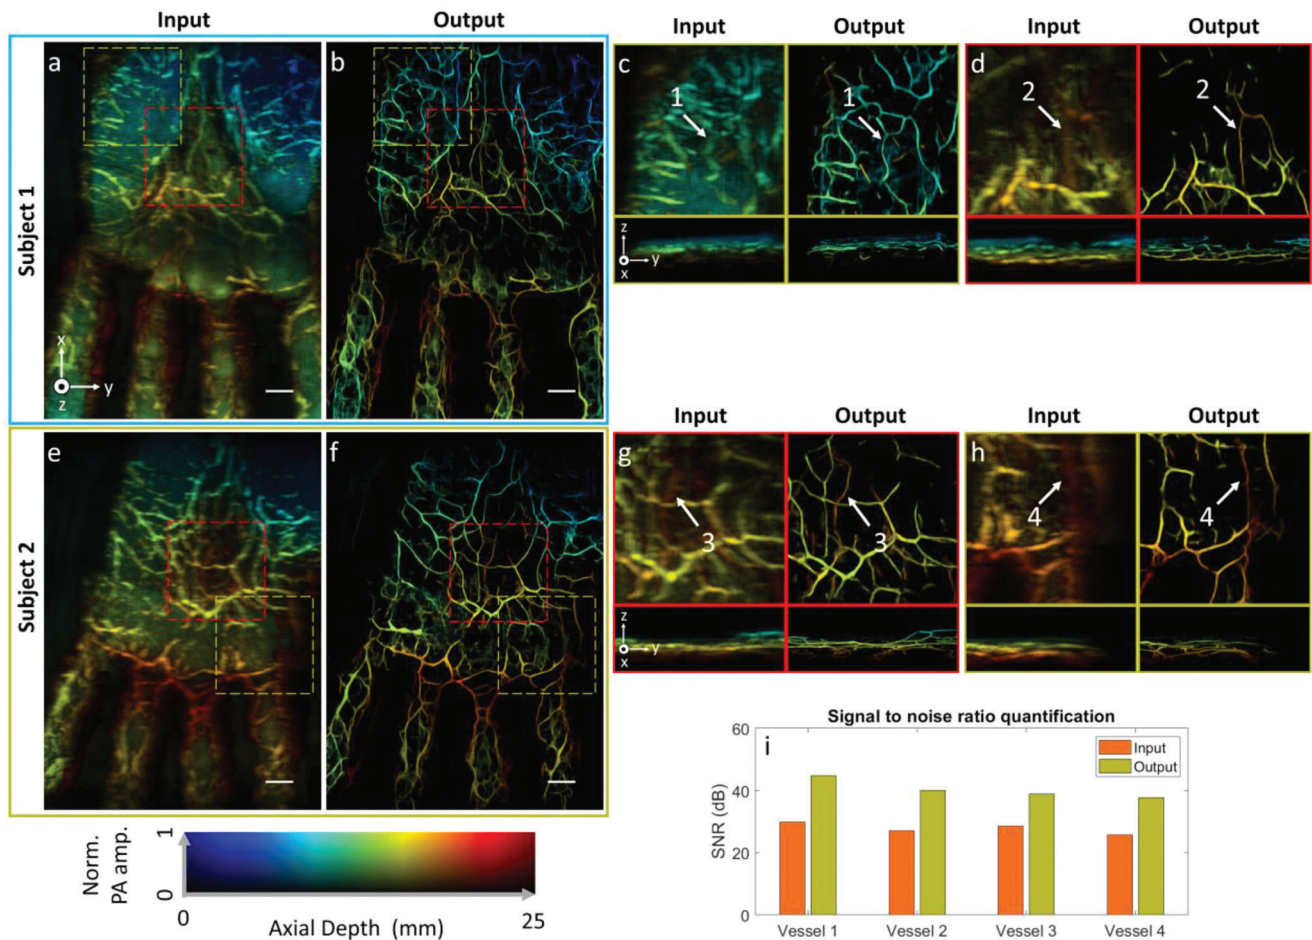 Input
Output
Subject 1
a
b
x
y
z
Input
Output
Input
Output
c
1
1
d
2
2
z
y
x
Subject 2
e
f
Input
Output
Input
Output
g
3
3
h
4
4
z
y
x
Norm.
PA amp.
1
0
0
25
Axial Depth (mm)
Signal to noise ratio quantification
i
Input
Output
SNR (dB)
60
40
20
0
Vessel 1
Vessel 2
Vessel 3
Vessel 4